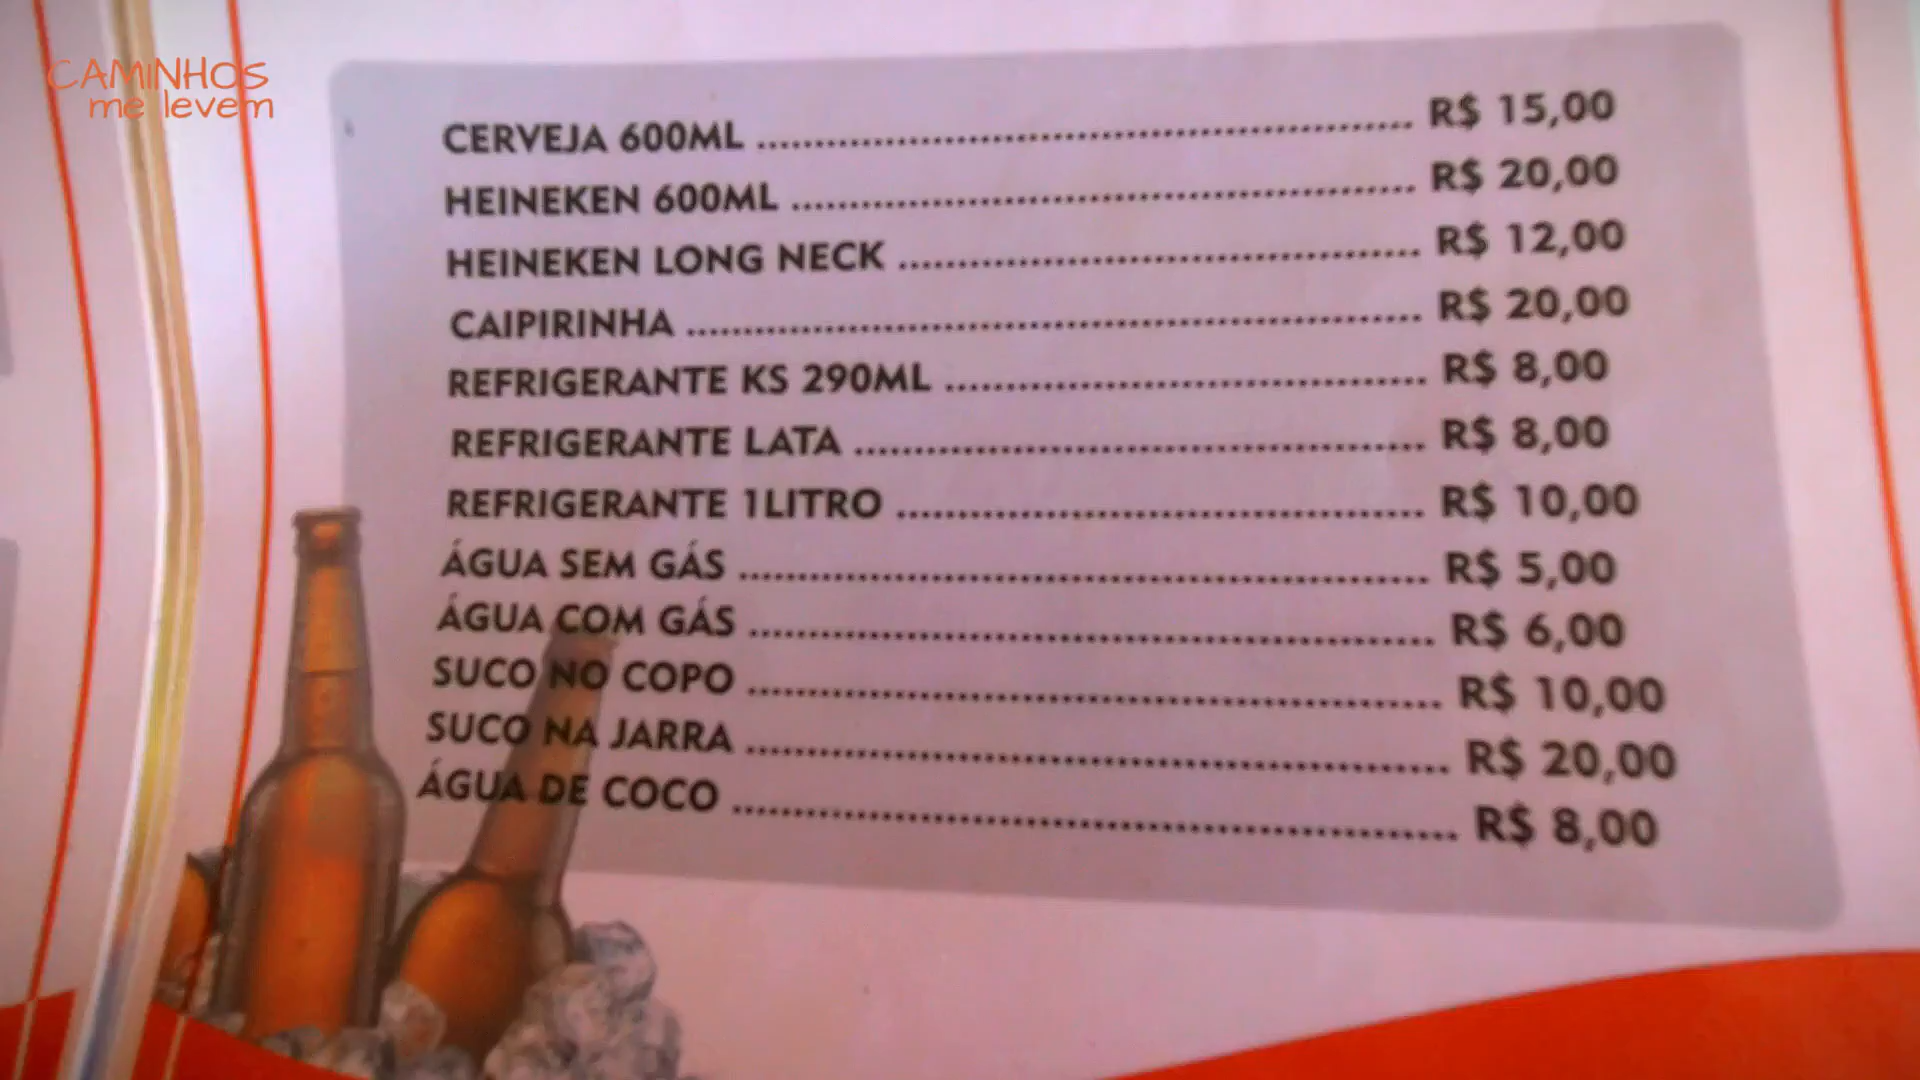 CAMINHOS
me levem
CERVEJA 600ML ........................ R$ 15,00
HEINEKEN 600ML ........................ R$ 20,00
HEINEKEN LONG NECK ........................ R$ 12,00
CAIPIRINHA ........................ R$ 20,00
REFRIGERANTE KS 290ML ........................ R$ 8,00
REFRIGERANTE LATA ........................ R$ 8,00
REFRIGERANTE 1LITRO ........................ R$ 10,00
ÁGUA SEM GÁS ........................ R$ 5,00
ÁGUA COM GÁS ........................ R$ 6,00
SUCO NO COPO ........................ R$ 10,00
SUCO NA JARRA ........................ R$ 20,00
ÁGUA DE COCO ........................ R$ 8,00